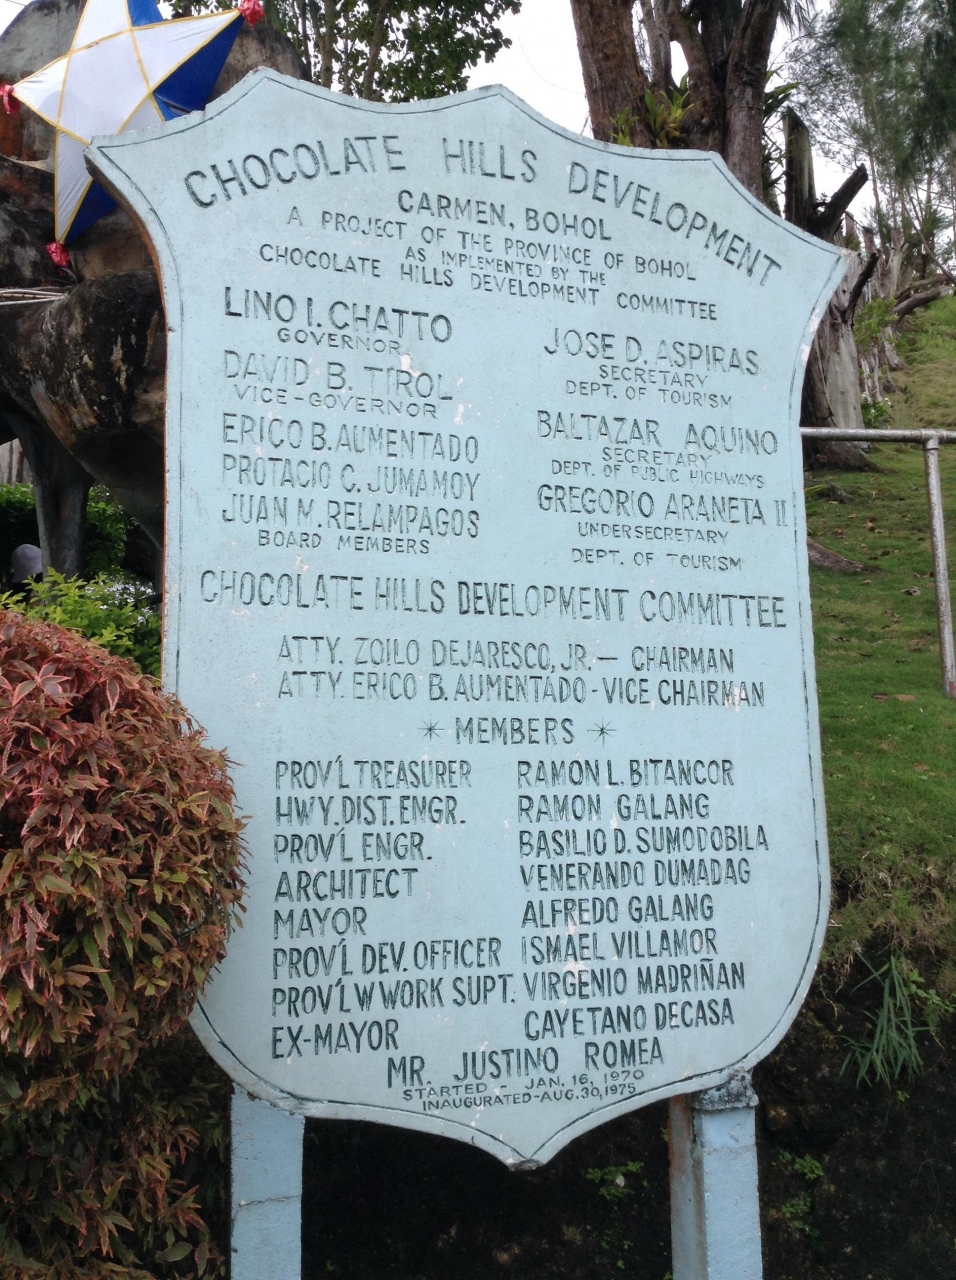 CHOCOLATE HILLS DEVELOPMENT
CARMEN, BOHOL
A PROJECT OF THE PROVINCE OF BOHOL
AS IMPLEMENTED BY THE
CHOCOLATE HILLS DEVELOPMENT COMMITTEE
LINO I. CHATTO
GOVERNOR
DAVID B. TIROL
VICE-GOVERNOR
ERICO B. AUMENTADO
PROTACIO C. JUMAMOY
JUAN M. RELAMPAGOS
BOARD MEMBERS
JOSE D. ASPIRAS
SECRETARY
DEPT. OF TOURISM
BALTAZAR AQUINO
SECRETARY
DEPT. OF PUBLIC HIGHWAYS
GREGORIO ARANETA II
UNDERSECRETARY
DEPT. OF TOURISM
CHOCOLATE HILLS DEVELOPMENT COMMITTEE
ATTY. ZOILO DEJARESCO, JR. — CHAIRMAN
ATTY. ERICO B. AUMENTADO - VICE CHAIRMAN
MEMBERS
PROV'L TREASURER RAMON L. BITANCOR
HWY. DIST. ENGR. RAMON GALANG
PROV'L ENGR. BASILIO D. SUMODOBILA
ARCHITECT VENERANDO DUMADAG
MAYOR ALFREDO GALANG
PROV'L DEV. OFFICER ISMAEL VILLAMOR
PROV'L W WORK SUPT. VIRGENIO MADRIÑAN
EX-MAYOR CAYETANO DECASA
MR. JUSTINO ROMEA
STARTED - JAN. 16, 1970
INAUGURATED - AUG. 30, 1975